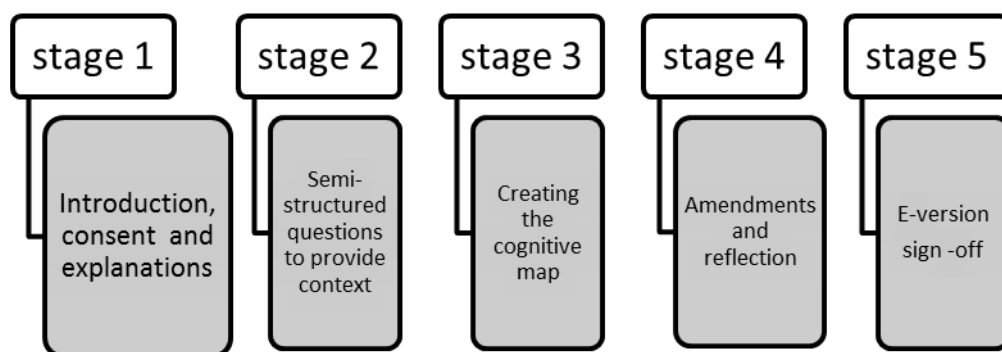 stage 1
Introduction,
consent and
explanations
stage 2
Semi-
structured
questions
to provide
context
stage 3
Creating
the
cognitive
map
stage 4
Amendments
and
reflection
stage 5
E-version
sign -off